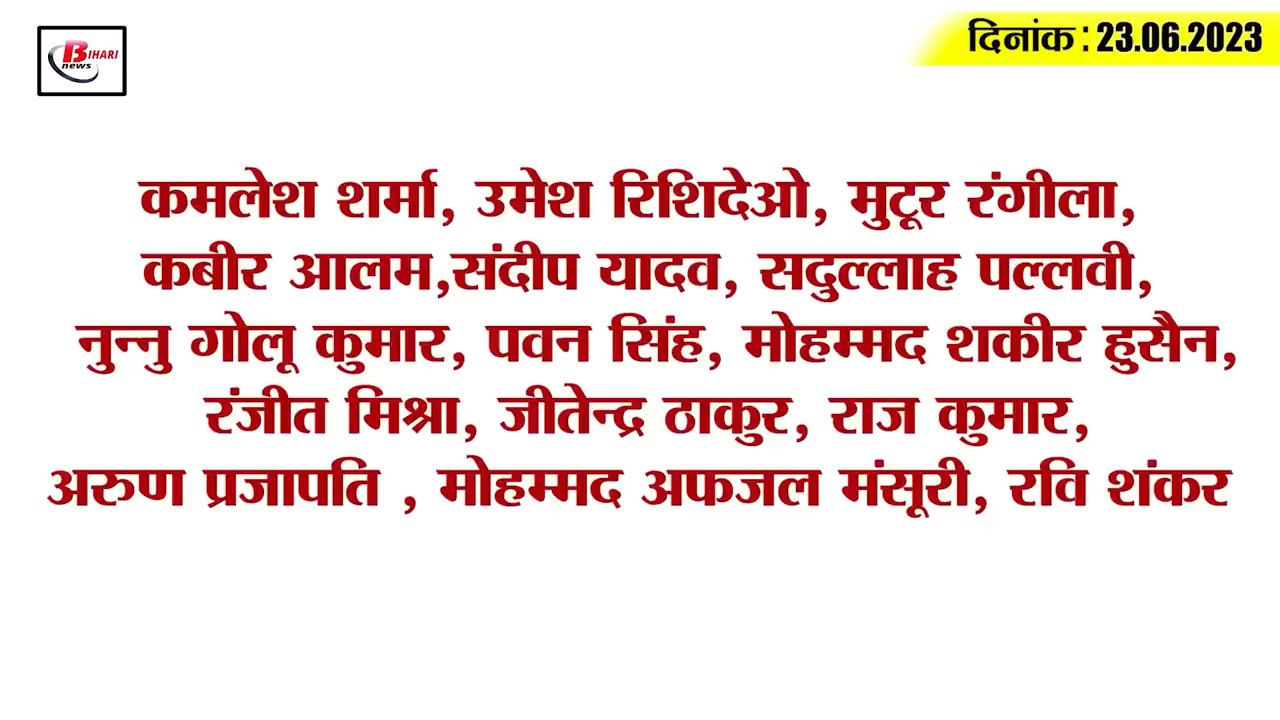 BIHARI
news
दिनांक : 23.06.2023
कमलेश शर्मा, उमेश रिशिदेओ, मुटूर रंगीला,
कबीर आलम,संदीप यादव, सदुल्लाह पल्लवी,
नुन्नु गोलू कुमार, पवन सिंह, मोहम्मद शकीर हुसैन,
रंजीत मिश्रा, जीतेन्द्र ठाकुर, राज कुमार,
अरुण प्रजापति , मोहम्मद अफजल मंसूरी, रवि शंकर